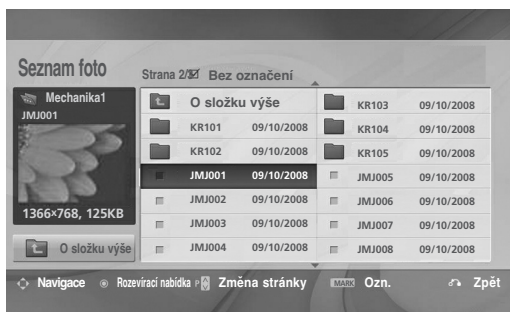 Seznam foto
Strana 2/3 Bez označení
Mechanika1
JMJ001
1366×768, 125KB
O složku výše
O složku výše
KR101 09/10/2008
KR102 09/10/2008
JMJ001 09/10/2008
JMJ002 09/10/2008
JMJ003 09/10/2008
JMJ004 09/10/2008
KR103 09/10/2008
KR104 09/10/2008
KR105 09/10/2008
JMJ005 09/10/2008
JMJ006 09/10/2008
JMJ007 09/10/2008
JMJ008 09/10/2008
Navigace Rozevírací nabídka P Změna stránky MARK Ozn. Zpět